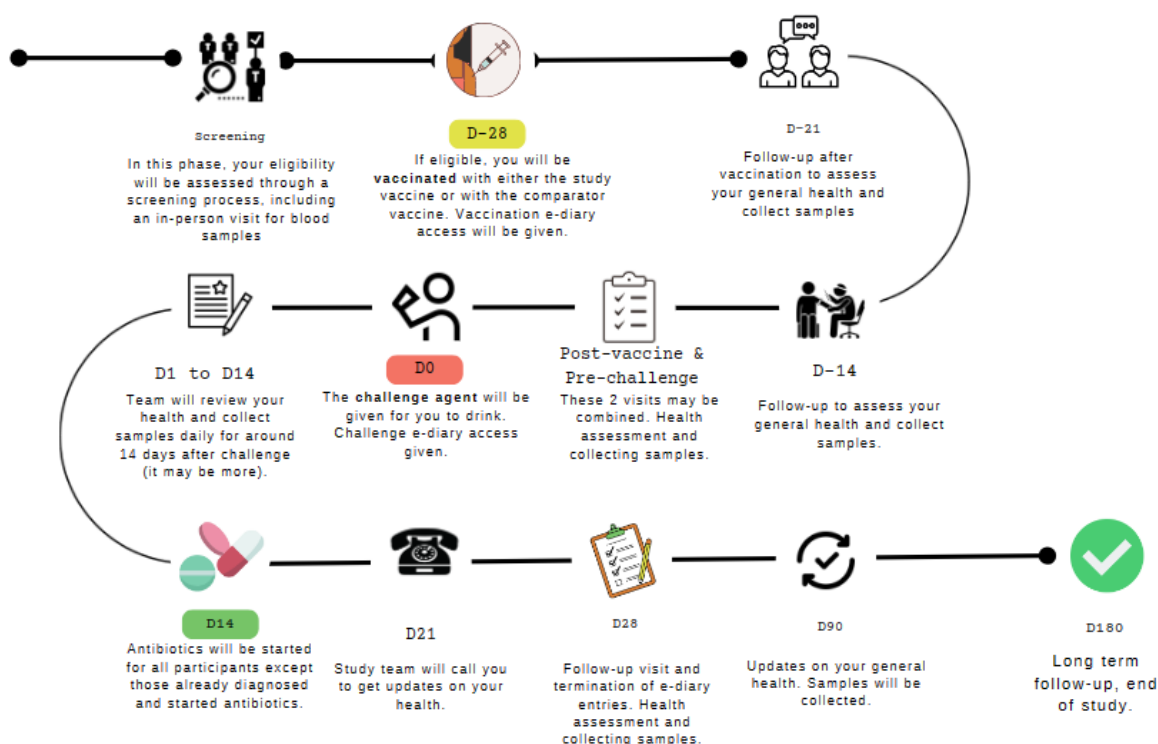 Screening
In this phase, your eligibility
will be assessed through a
screening process, including
an in-person visit for blood
samples
D-28
If eligible, you will be
vaccinated with either the study
vaccine or with the comparator
vaccine. Vaccination e-diary
access will be given.
D-21
Follow-up after
vaccination to assess
your general health and
collect samples
D-14
Follow-up to assess your
general health and collect
samples.
Post-vaccine &
Pre-challenge
These 2 visits may be
combined. Health
assessment and
collecting samples.
D0
The challenge agent will be
given for you to drink.
Challenge e-diary access
given.
D1 to D14
Team will review your
health and collect
samples daily for around
14 days after challenge
(it may be more).
D14
Antibiotics will be started
for all participants except
those already diagnosed
and started antibiotics.
D21
Study team will call you
to get updates on your
health.
D28
Follow-up visit and
termination of e-diary
entries. Health
assessment and
collecting samples.
D90
Updates on your general
health. Samples will be
collected.
D180
Long term
follow-up, end
of study.